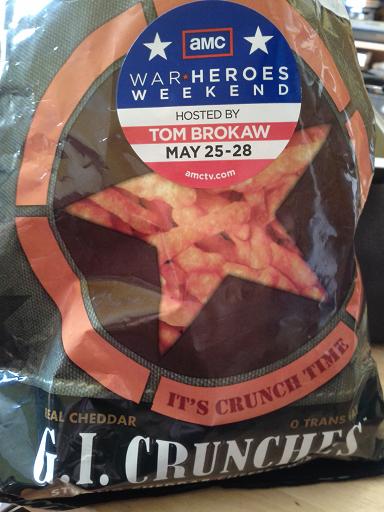 amc
WAR HEROES
WEEKEND
HOSTED BY
TOM BROKAW
MAY 25-28
amctv.com
IT'S CRUNCH TIME
REAL CHEDDAR
0 TRANS
G.I. CRUNCHES